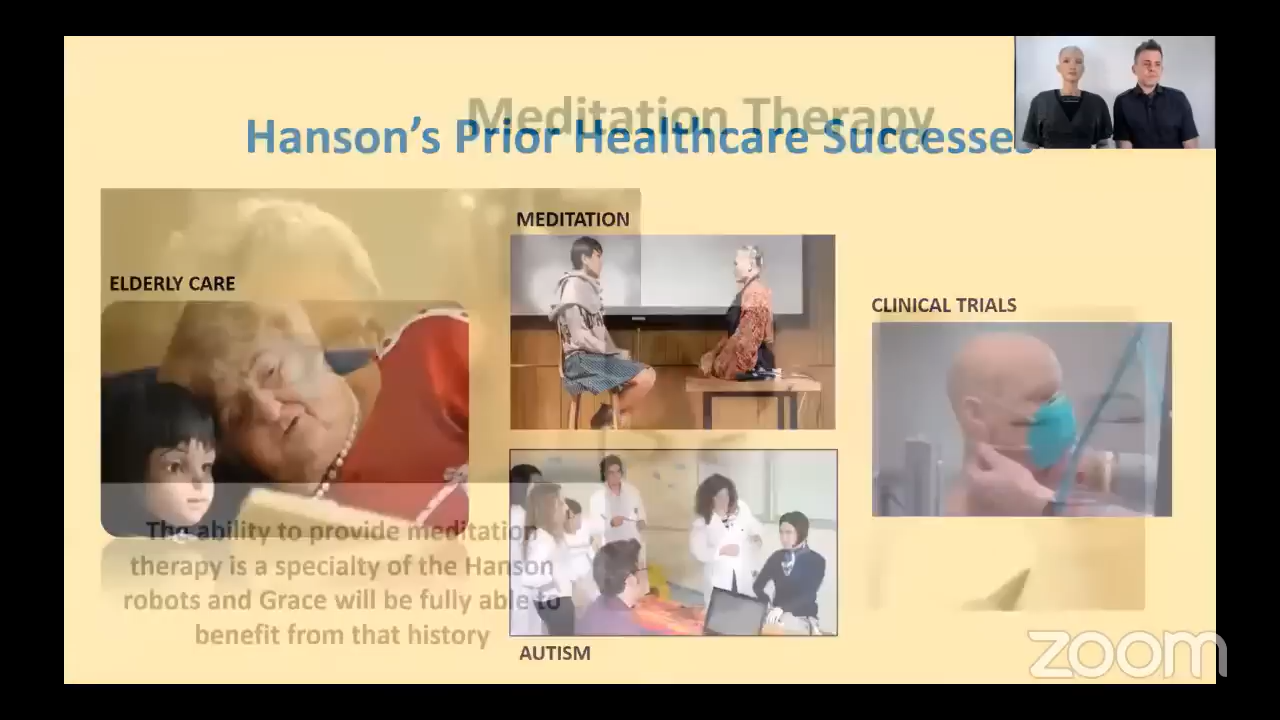 Meditation Therapy
Hanson's Prior Healthcare Successes
MEDITATION
ELDERLY CARE
CLINICAL TRIALS
The ability to provide meditation
therapy is a specialty of the Hanson
robots and Grace will be fully able to
benefit from that history
AUTISM
zoom